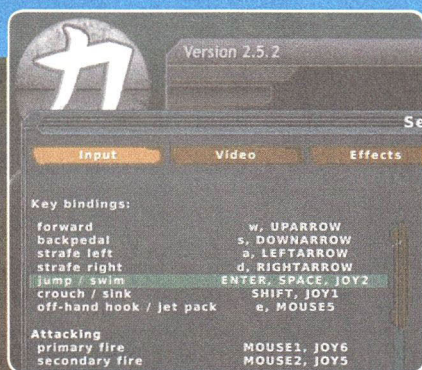 力
Version 2.5.2
Se
Input Video Effects
Key bindings:
forward w, UPARROW
backpedal s, DOWNARROW
strafe left a, LEFTARROW
strafe right d, RIGHTARROW
jump / swim ENTER, SPACE, JOY2
crouch / sink SHIFT, JOY1
off-hand hook / jet pack e, MOUSE5
Attacking
primary fire MOUSE1, JOY6
secondary fire MOUSE2, JOY5